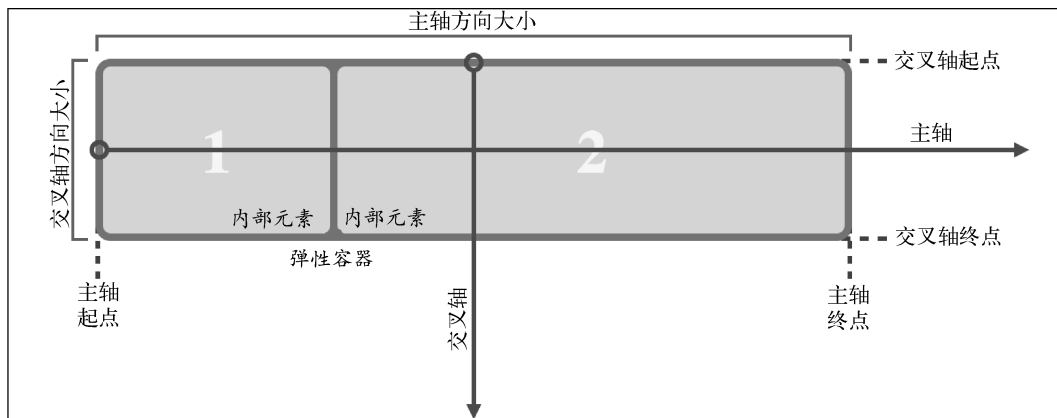 主轴方向大小
交叉轴起点
交叉轴方向大小
主轴
1
2
内部元素
内部元素
交叉轴终点
弹性容器
主轴
起点
交叉轴
主轴
终点